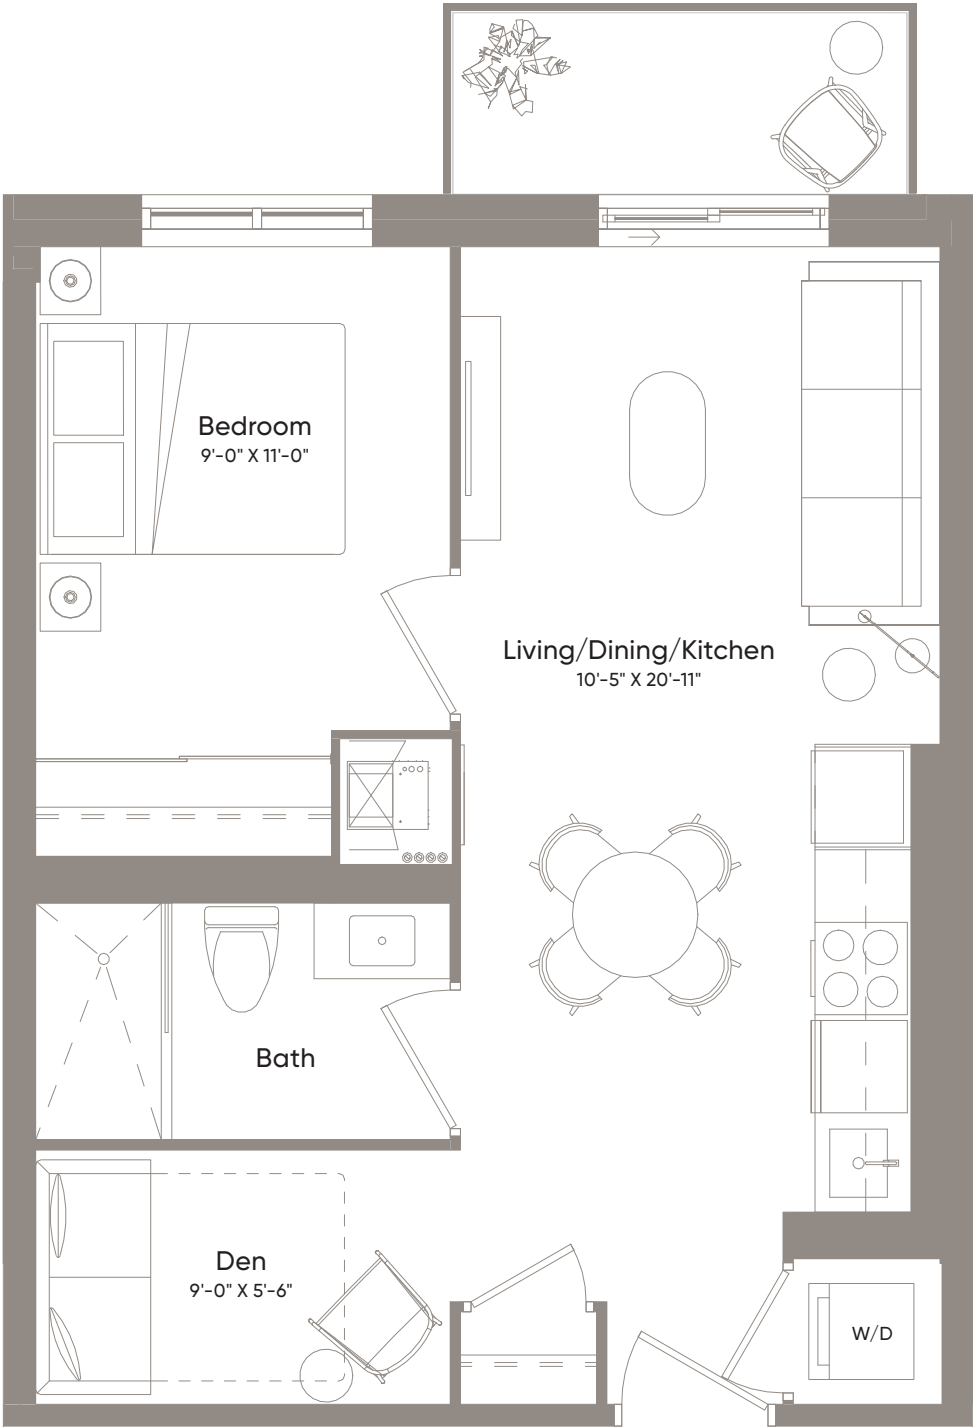 Bedroom
9'-0" X 11'-0"
Living/Dining/Kitchen
10'-5" X 20'-11"
Bath
Den
9'-0" X 5'-6"
W/D